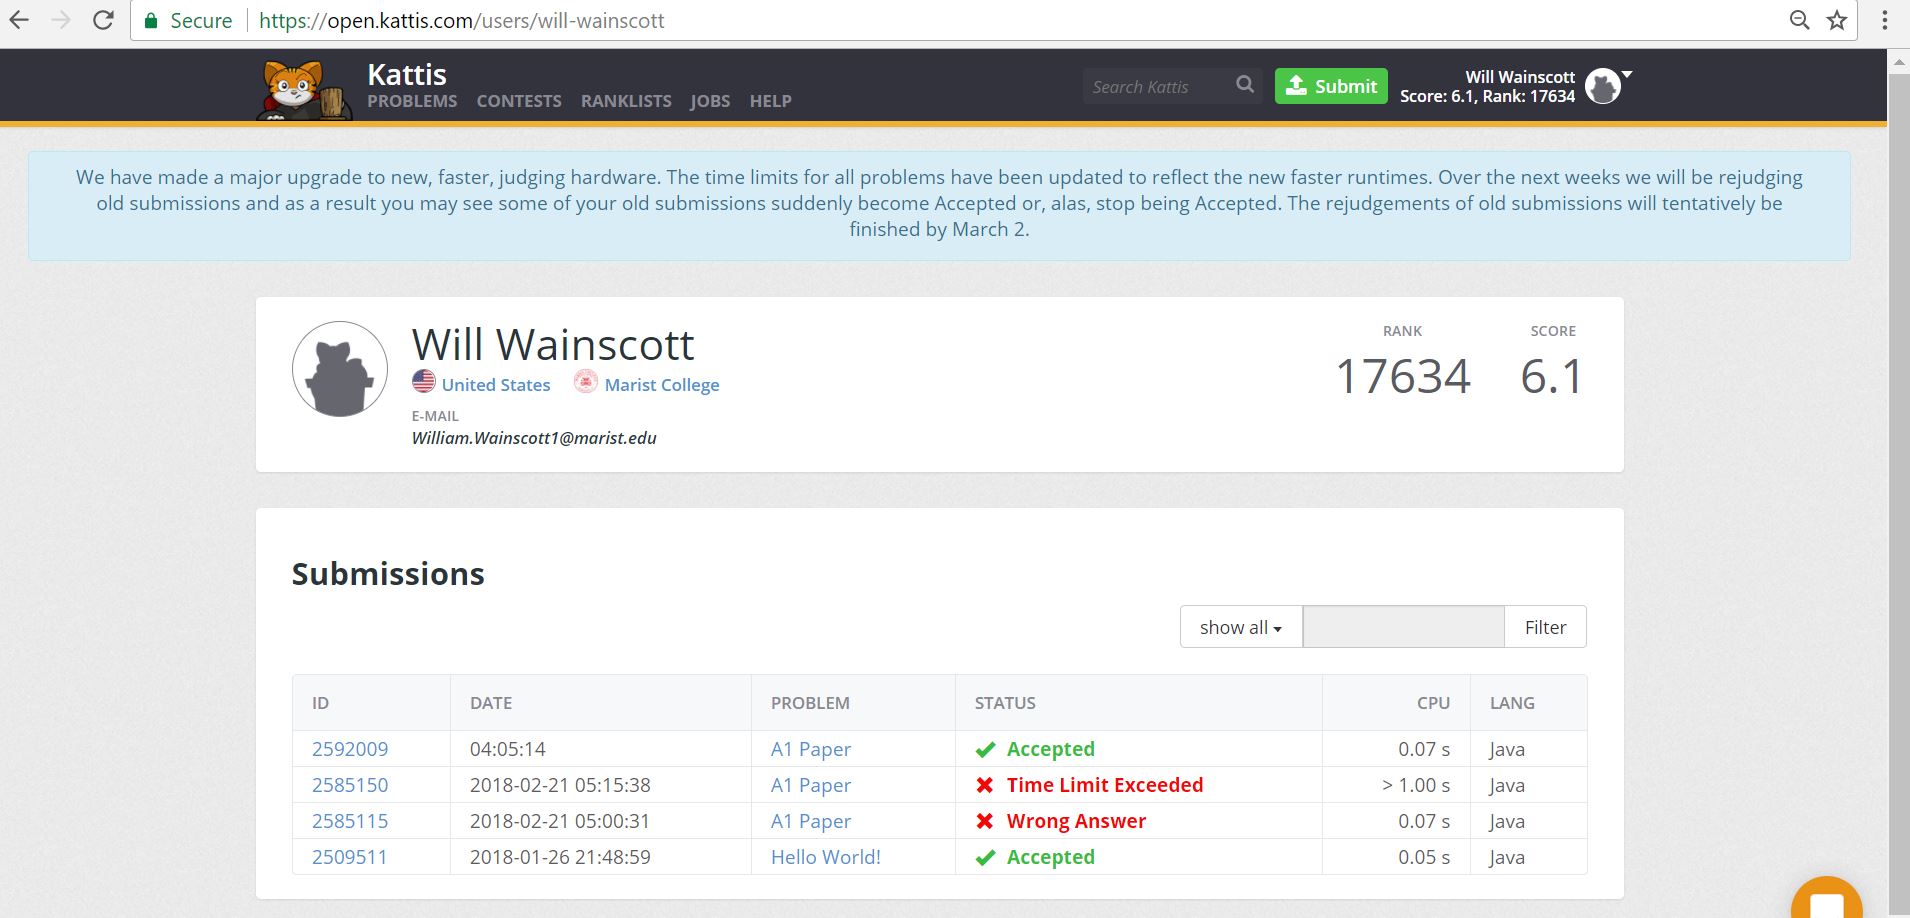 Secure https://open.kattis.com/users/will-wainscott
Kattis
PROBLEMS CONTESTS RANKLISTS JOBS HELP
Search Kattis
Submit
Will Wainscott
Score: 6.1, Rank: 17634
We have made a major upgrade to new, faster, judging hardware. The time limits for all problems have been updated to reflect the new faster runtimes. Over the next weeks we will be rejudging
old submissions and as a result you may see some of your old submissions suddenly become Accepted or, alas, stop being Accepted. The rejudgements of old submissions will tentatively be
finished by March 2.
Will Wainscott
United States Marist College
E-MAIL
William.Wainscott1@marist.edu
RANK SCORE
17634 6.1
Submissions
show all Filter
ID DATE PROBLEM STATUS CPU LANG
2592009 04:05:14 A1 Paper Accepted 0.07 s Java
2585150 2018-02-21 05:15:38 A1 Paper Time Limit Exceeded > 1.00 s Java
2585115 2018-02-21 05:00:31 A1 Paper Wrong Answer 0.07 s Java
2509511 2018-01-26 21:48:59 Hello World! Accepted 0.05 s Java